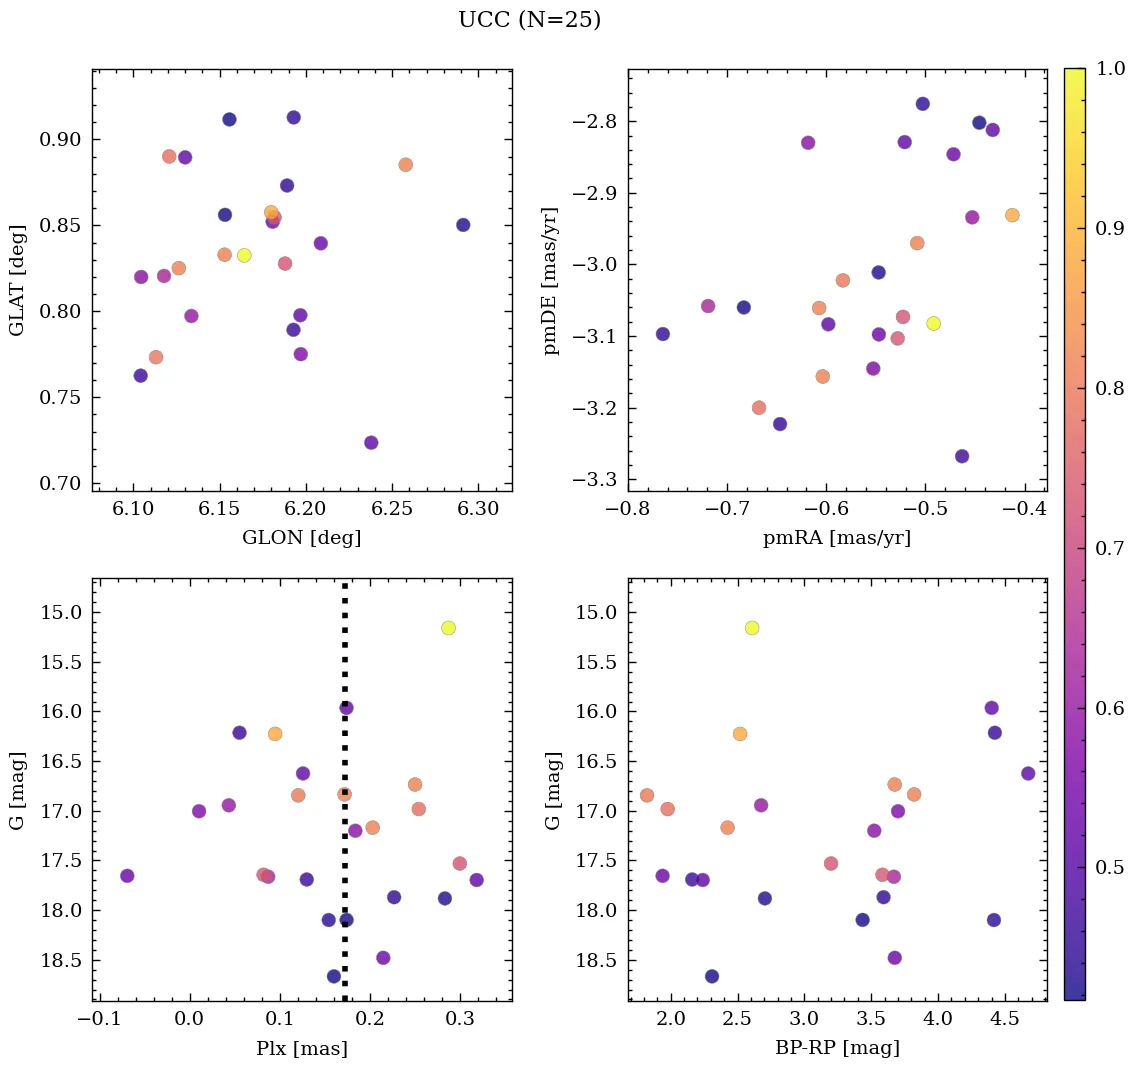 UCC (N=25)
0.90
0.85
0.80
0.75
0.70
GLAT [deg]
6.10 6.15 6.20 6.25 6.30
GLON [deg]
−2.8
−2.9
−3.0
−3.1
−3.2
−3.3
pmDE [mas/yr]
−0.8 −0.7 −0.6 −0.5 −0.4
pmRA [mas/yr]
1.0
0.9
0.8
0.7
0.6
0.5
15.0
15.5
16.0
16.5
17.0
17.5
18.0
18.5
G [mag]
−0.1 0.0 0.1 0.2 0.3
Plx [mas]
15.0
15.5
16.0
16.5
17.0
17.5
18.0
18.5
G [mag]
2.0 2.5 3.0 3.5 4.0 4.5
BP-RP [mag]